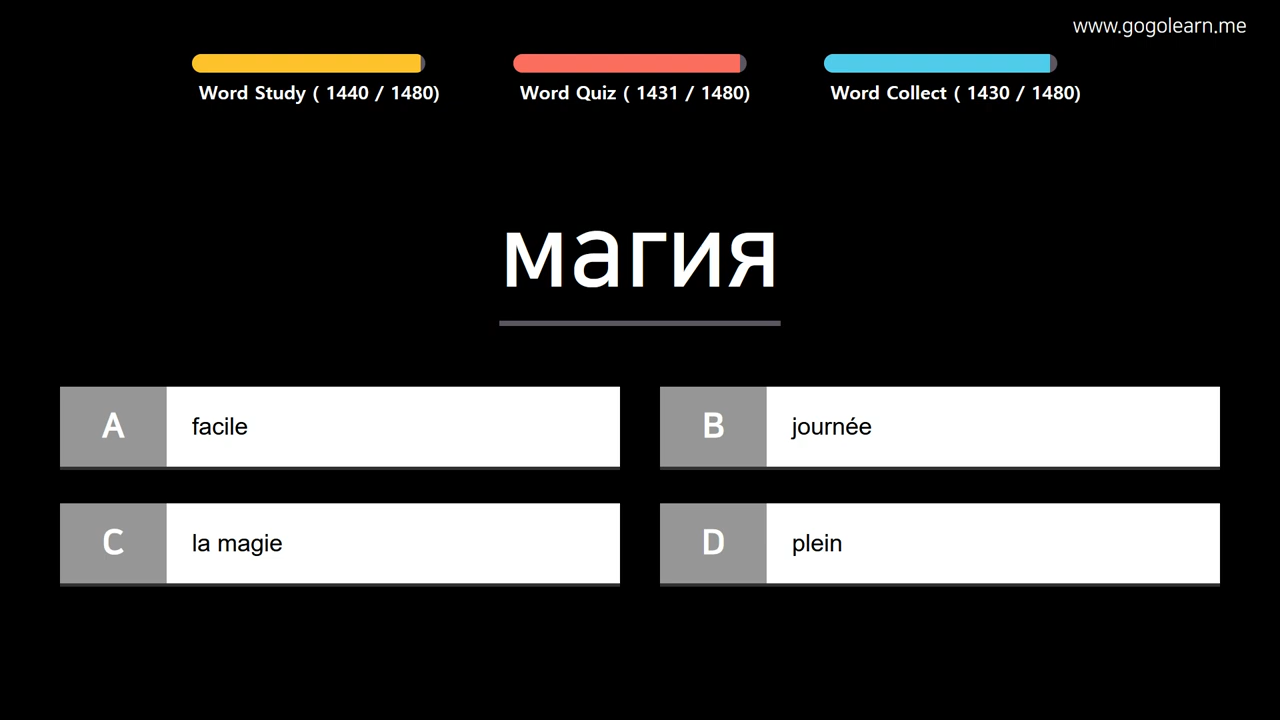 www.gogolearn.me
Word Study ( 1440 / 1480)
Word Quiz ( 1431 / 1480)
Word Collect ( 1430 / 1480)
магия
A facile
B journée
C la magie
D plein